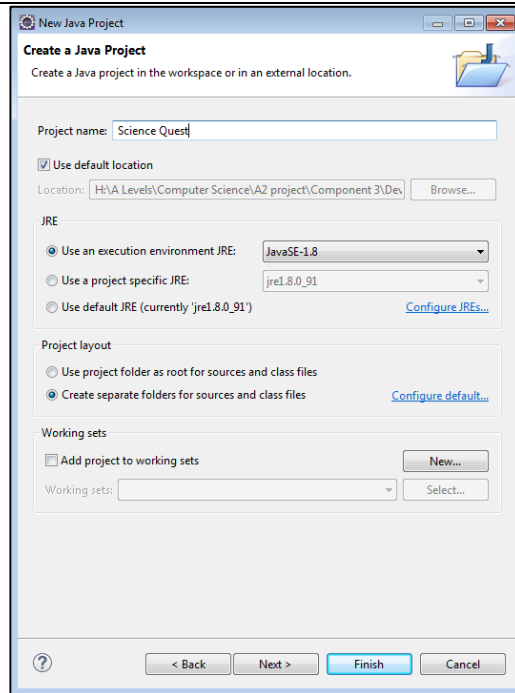 New Java Project
Create a Java Project
Create a Java project in the workspace or in an external location.
Project name: Science Quest
Use default location
Location: H:\A Levels\Computer Science\A2 project\Component 3\Dev Browse...
JRE
Use an execution environment JRE: JavaSE-1.8
Use a project specific JRE: jre1.8.0_91
Use default JRE (currently 'jre1.8.0_91') Configure JREs...
Project layout
Use project folder as root for sources and class files
Create separate folders for sources and class files Configure default...
Working sets
Add project to working sets New...
Working sets: Select...
? < Back Next > Finish Cancel